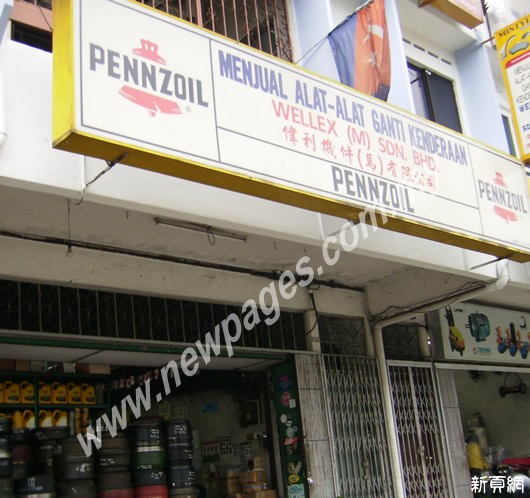 PENNZOIL
MENJUAL ALAT-ALAT GANTI KENDERAAN
WELLEX (M) SDN. BHD.
偉利機件(馬)有限公司
PENNZOIL
PENNZOIL
www.newpages.com.my
新頁網